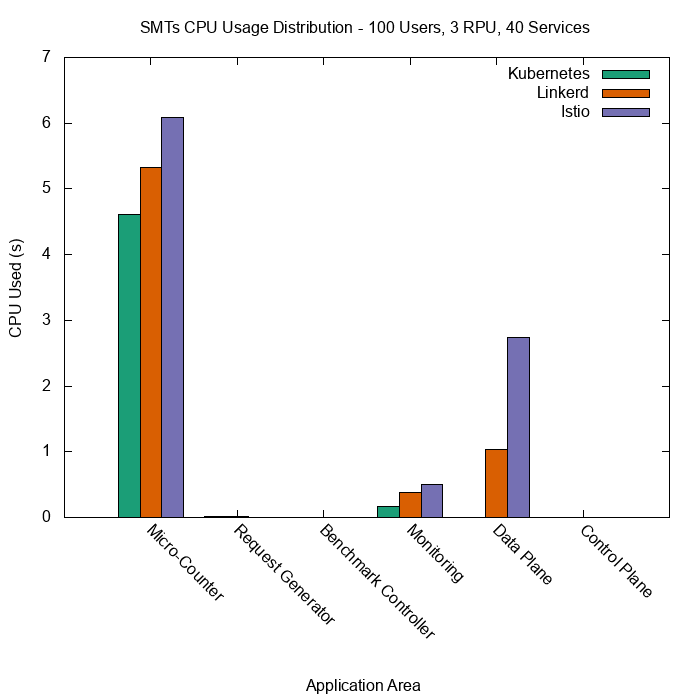 SMTs CPU Usage Distribution - 100 Users, 3 RPU, 40 Services
Kubernetes
Linkerd
Istio
7
6
5
4
3
2
1
0
CPU Used (s)
Micro-Counter
Request Generator
Benchmark Controller
Monitoring
Data Plane
Control Plane
Application Area